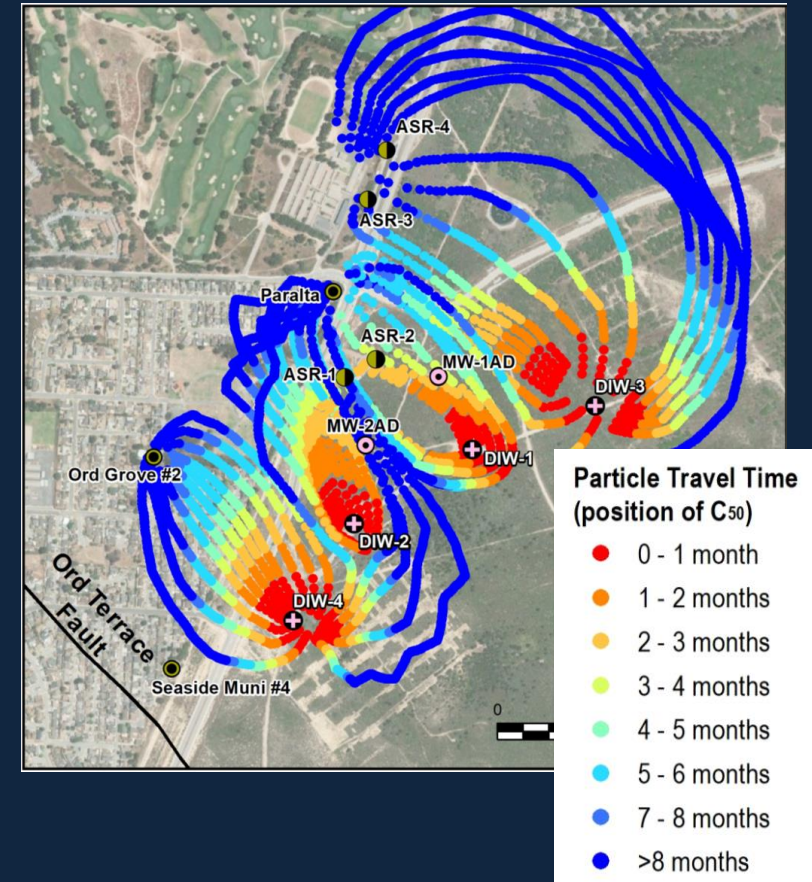 ASR-4
ASR-3
Paralta
ASR-2
ASR-1
MW-1AD
DIW-3
MW-2AD
DIW-1
Ord Grove #2
DIW-2
Ord Terrace
Fault
DIW-4
Seaside Muni #4
0
Particle Travel Time
(position of C50)
0 - 1 month
1 - 2 months
2 - 3 months
3 - 4 months
4 - 5 months
5 - 6 months
7 - 8 months
>8 months